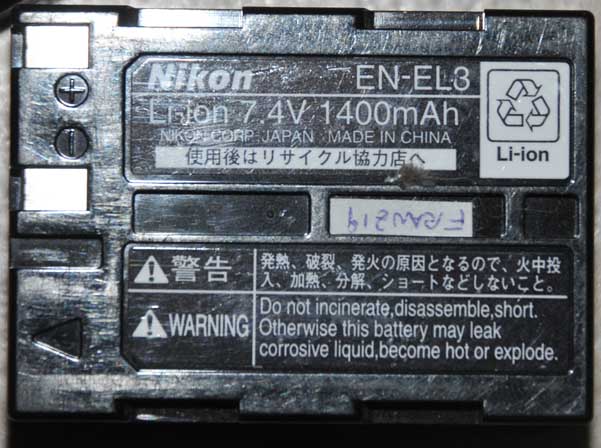 Nikon EN-EL3
Li-ion 7.4V 1400mAh
NIKON CORP. JAPAN MADE IN CHINA
使用後はリサイクル協力店へ
Li-ion
+
−
警告
発熱、破裂、発火の原因となるので、火中投
入、加熱、分解、ショートなどしないこと。
WARNING
Do not incinerate,disassemble,short.
Otherwise this battery may leak
corrosive liquid,become hot or explode.